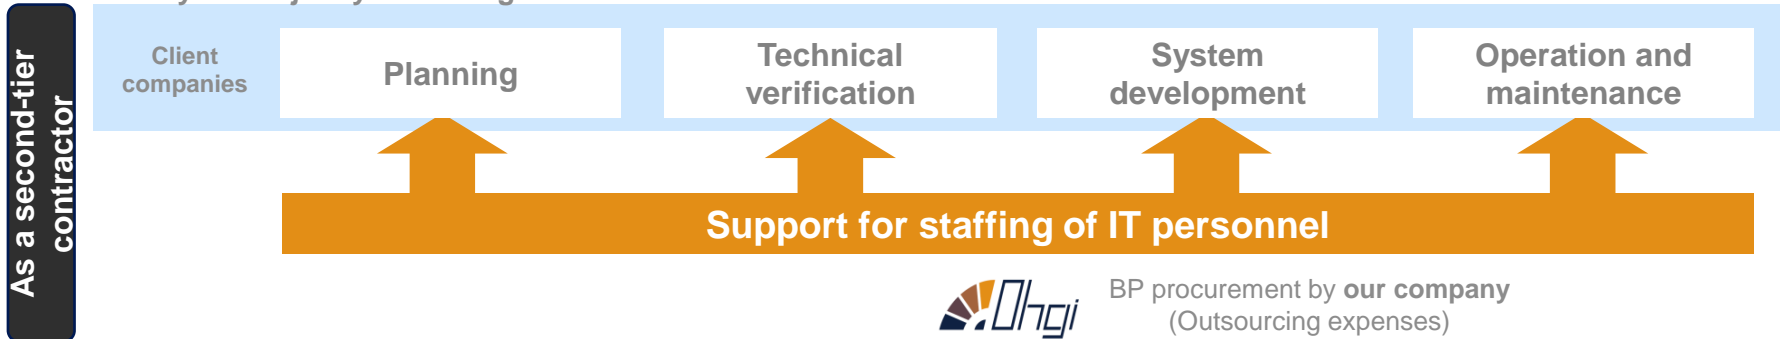 As a second-tier
contractor
Client
companies
Planning
Technical
verification
System
development
Operation and
maintenance
Support for staffing of IT personnel
Ohgi
BP procurement by our company
(Outsourcing expenses)